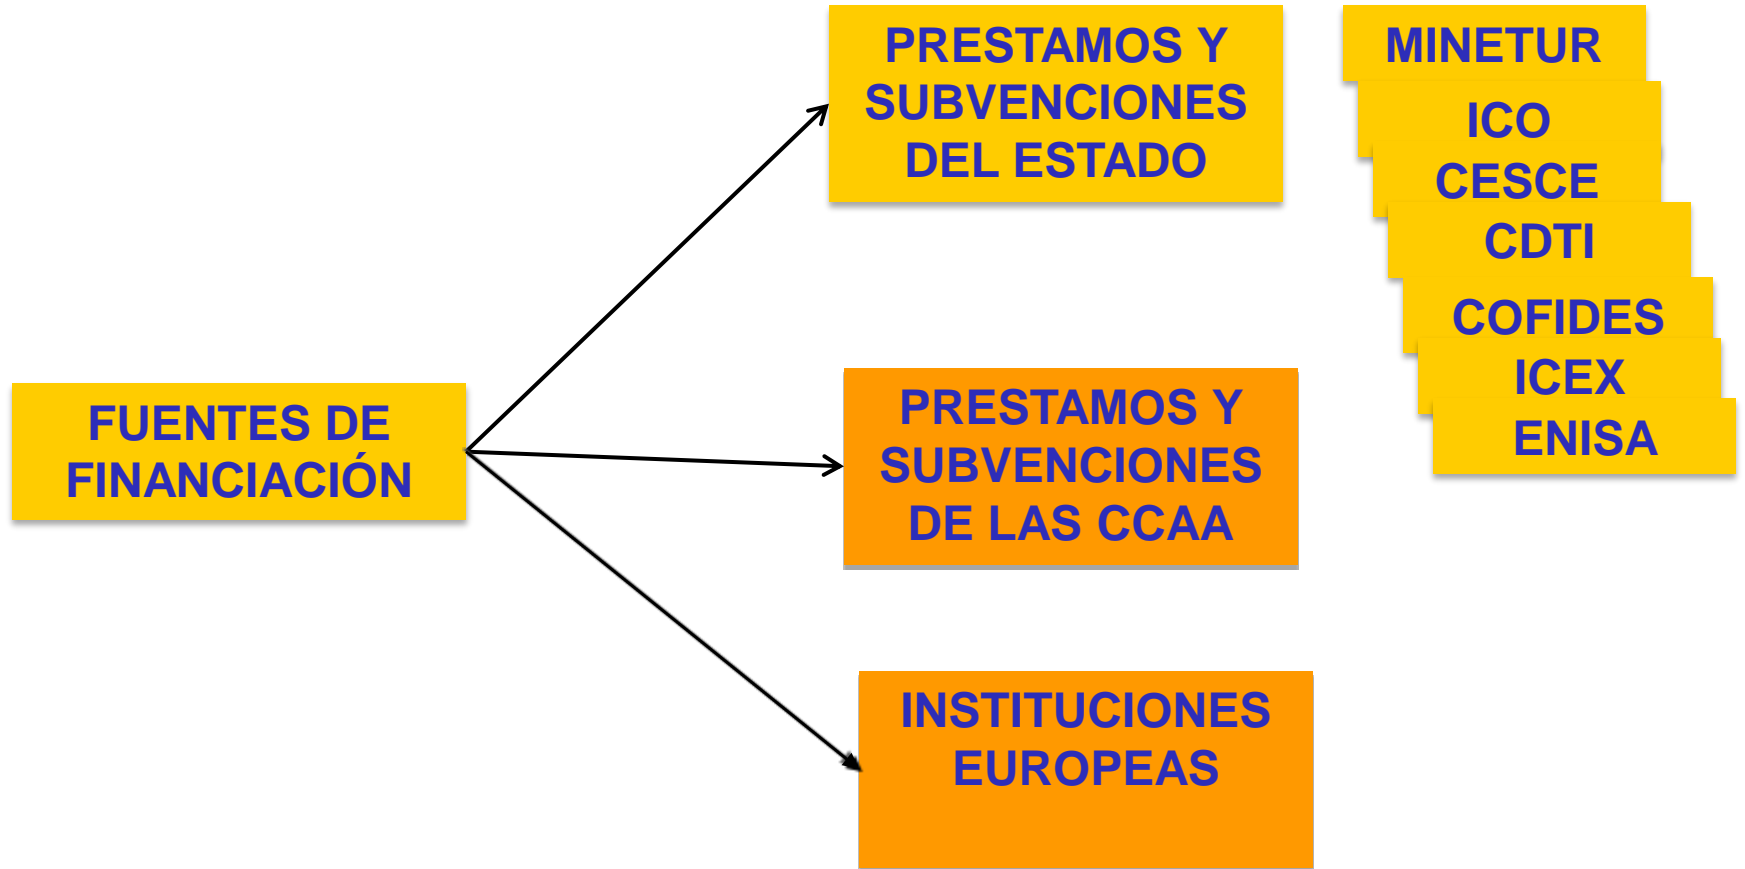 FUENTES DE
FINANCIACIÓN
PRESTAMOS Y
SUBVENCIONES
DEL ESTADO
PRESTAMOS Y
SUBVENCIONES
DE LAS CCAA
INSTITUCIONES
EUROPEAS
MINETUR
ICO
CESCE
CDTI
COFIDES
ICEX
ENISA